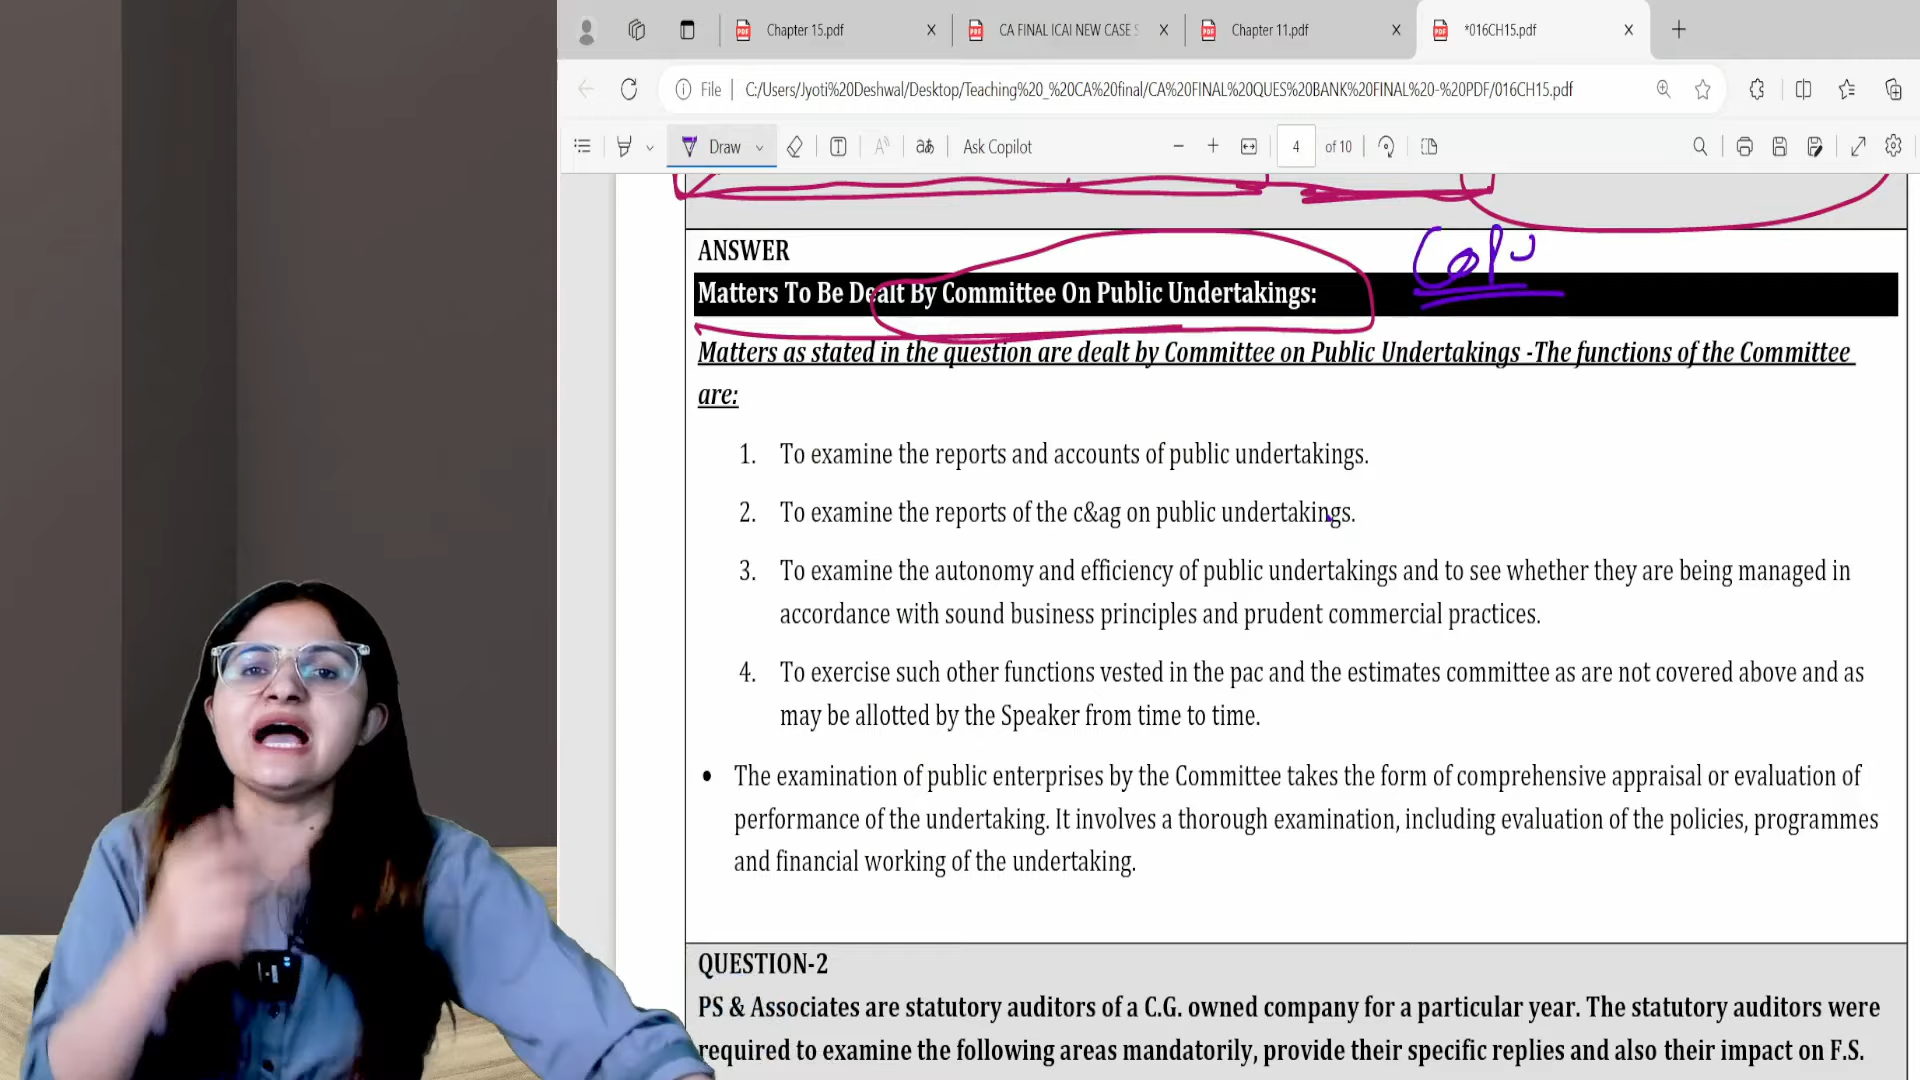 Chapter 15.pdf
CA FINAL ICAI NEW CASE S
Chapter 11.pdf
*016CH15.pdf
File
C:/Users/Jyoti%20Deshwal/Desktop/Teaching%20_%20CA%20final/CA%20FINAL%20QUES%20BANK%20FINAL%20-%20PDF/016CH15.pdf
Draw
Ask Copilot
4 of 10
ANSWER
CoPU
Matters To Be Dealt By Committee On Public Undertakings:
Matters as stated in the question are dealt by Committee on Public Undertakings -The functions of the Committee
are:
1. To examine the reports and accounts of public undertakings.
2. To examine the reports of the c&ag on public undertakings.
3. To examine the autonomy and efficiency of public undertakings and to see whether they are being managed in
accordance with sound business principles and prudent commercial practices.
4. To exercise such other functions vested in the pac and the estimates committee as are not covered above and as
may be allotted by the Speaker from time to time.
• The examination of public enterprises by the Committee takes the form of comprehensive appraisal or evaluation of
performance of the undertaking. It involves a thorough examination, including evaluation of the policies, programmes
and financial working of the undertaking.
QUESTION-2
PS & Associates are statutory auditors of a C.G. owned company for a particular year. The statutory auditors were
required to examine the following areas mandatorily, provide their specific replies and also their impact on F.S.